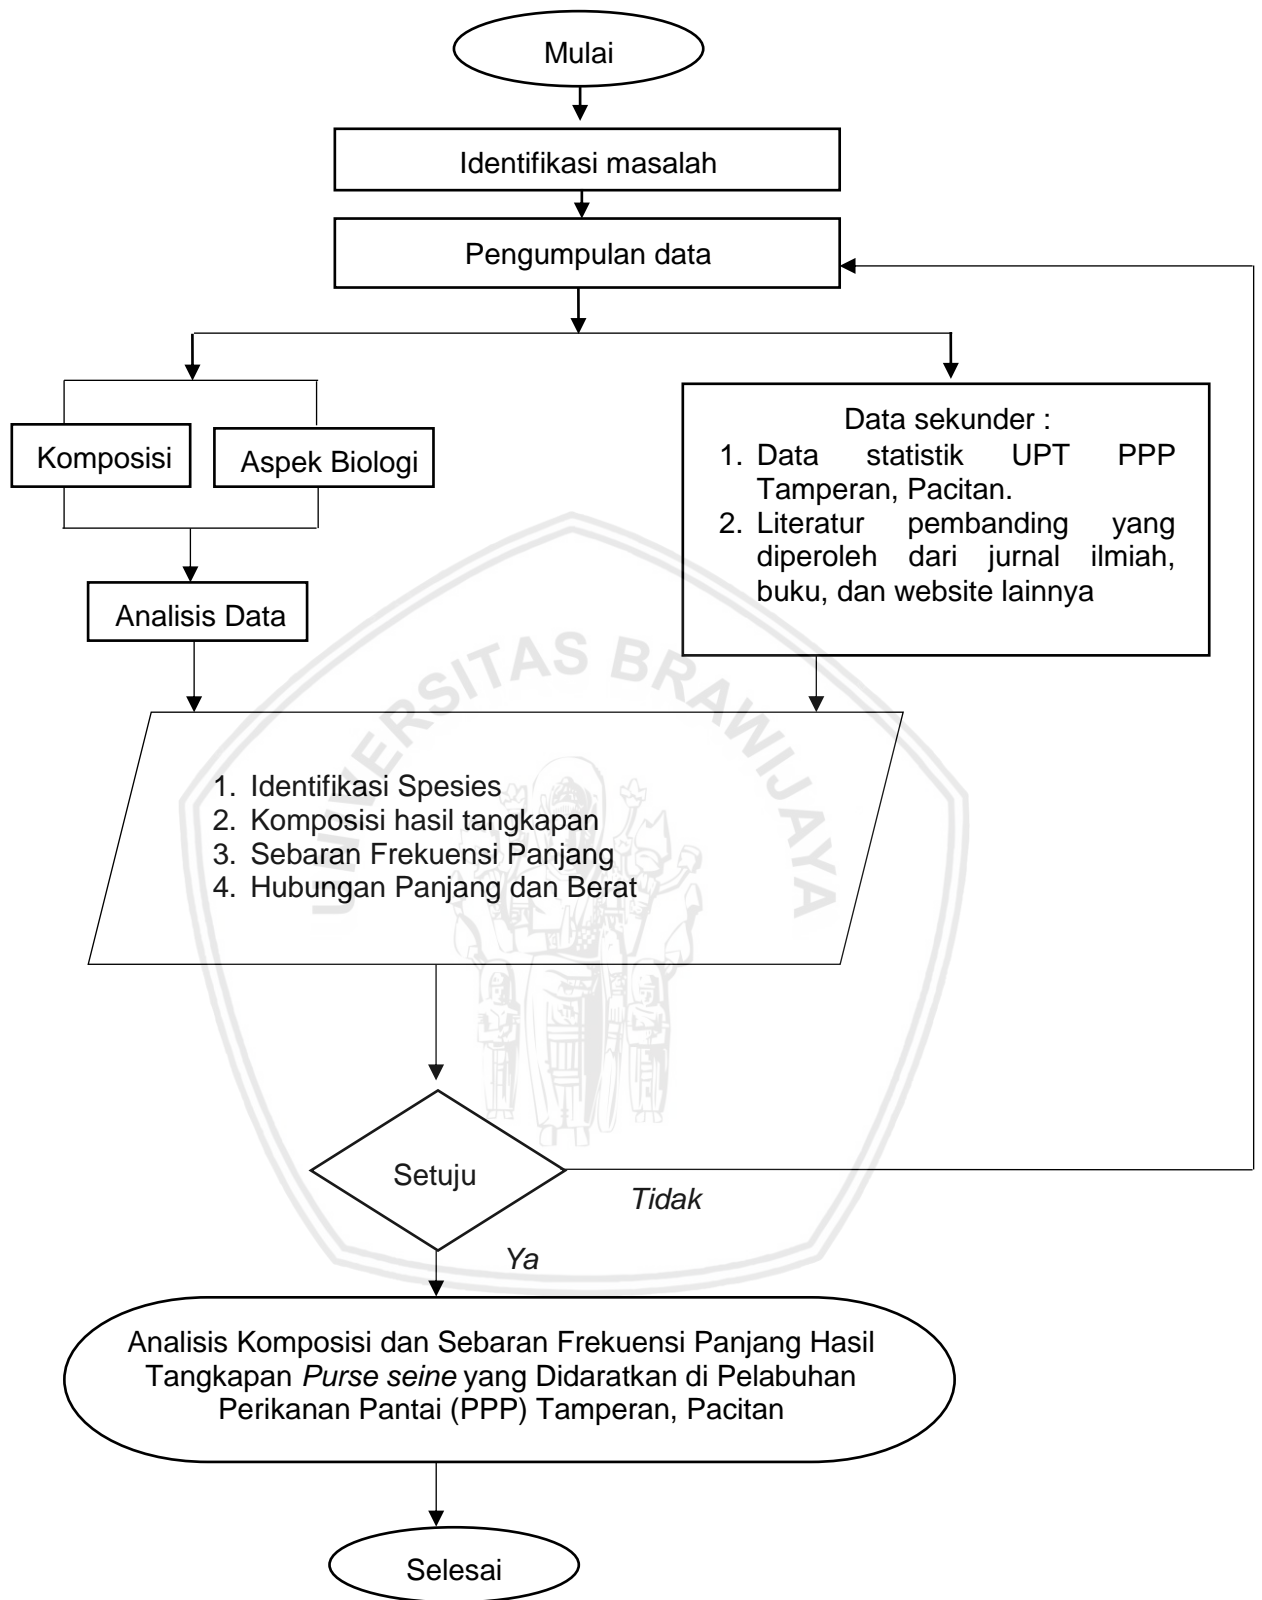 Mulai
Identifikasi masalah
Pengumpulan data
Komposisi
Aspek Biologi
Data sekunder :
1. Data statistik UPT PPP
Tamperan, Pacitan.
2. Literatur pembanding yang
diperoleh dari jurnal ilmiah,
buku, dan website lainnya
Analisis Data
UNIVERSITAS BRAWIJAYA
1. Identifikasi Spesies
2. Komposisi hasil tangkapan
3. Sebaran Frekuensi Panjang
4. Hubungan Panjang dan Berat
Setuju
Tidak
Ya
Analisis Komposisi dan Sebaran Frekuensi Panjang Hasil
Tangkapan Purse seine yang Didaratkan di Pelabuhan
Perikanan Pantai (PPP) Tamperan, Pacitan
Selesai